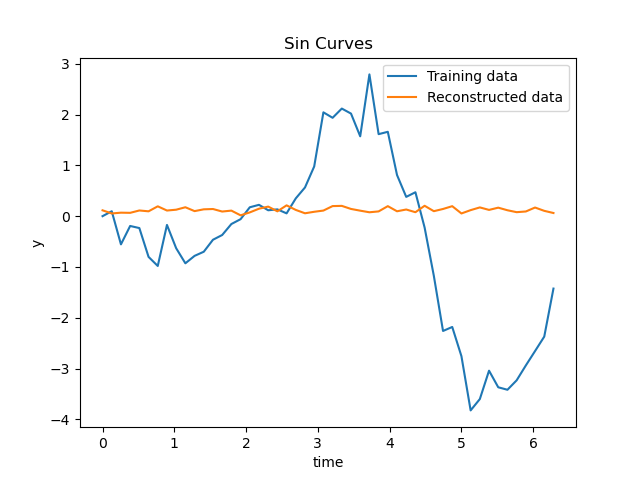 Sin Curves
Training data
Reconstructed data
3
2
1
0
−1
−2
−3
−4
y
0 1 2 3 4 5 6
time